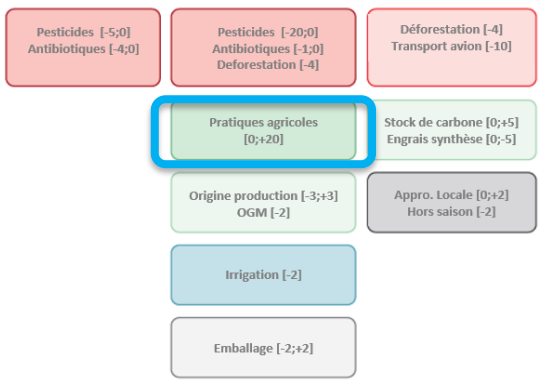 Pesticides [-5;0]
Antibiotiques [-4;0]
Pesticides [-20;0]
Antibiotiques [-1;0]
Deforestation [-4]
Déforestation [-4]
Transport avion [-10]
Pratiques agricoles
[0;+20]
Stock de carbone [0;+5]
Engrais synthèse [0;-5]
Origine production [-3;+3]
OGM [-2]
Appro. Locale [0;+2]
Hors saison [-2]
Irrigation [-2]
Emballage [-2;+2]